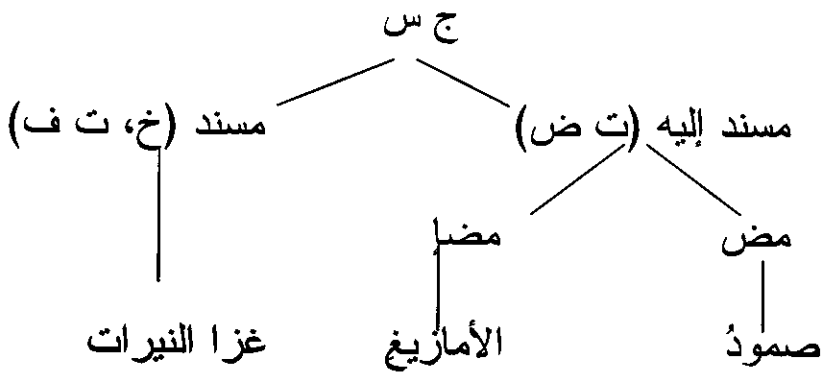 ج س
مسند إليه (ت ض) مسند (خ، ت ف)
مض مضا
صمودُ الأمازيغ غزا النيرات